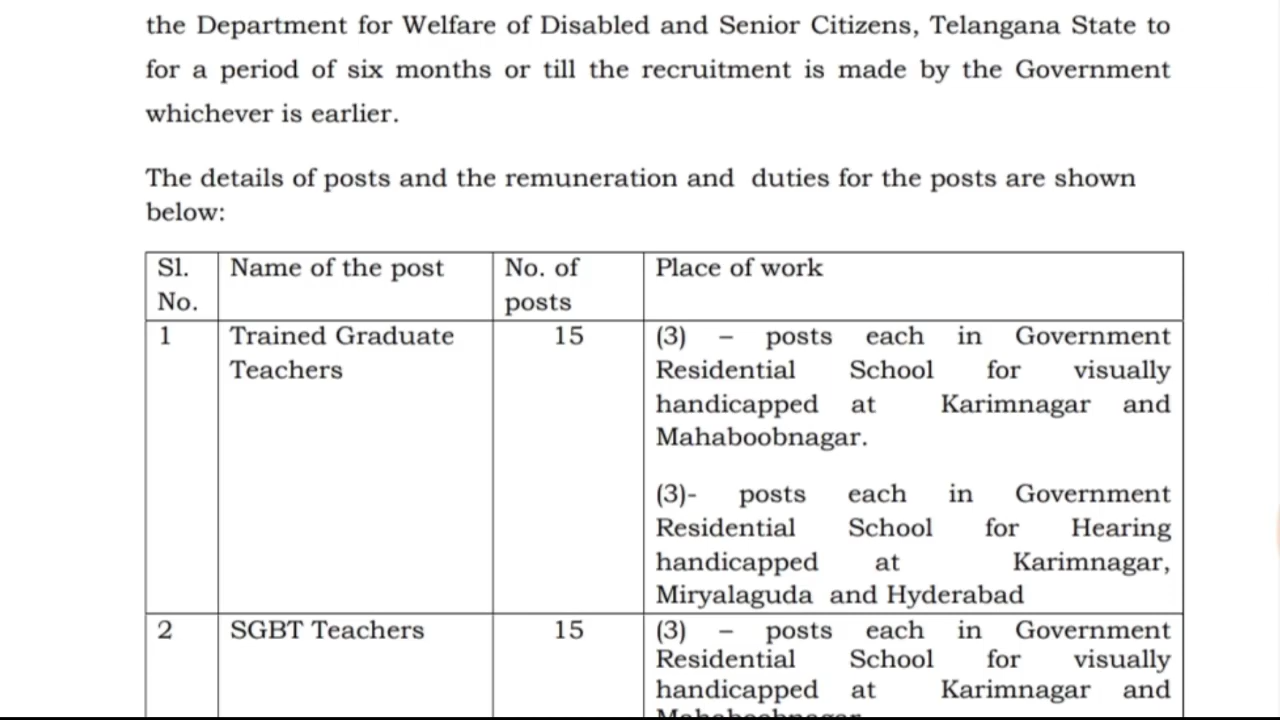 the Department for Welfare of Disabled and Senior Citizens, Telangana State to
for a period of six months or till the recruitment is made by the Government
whichever is earlier.
The details of posts and the remuneration and duties for the posts are shown
below:
Sl. No.
Name of the post
No. of posts
Place of work
1
Trained Graduate
Teachers
15
(3) – posts each in Government
Residential School for visually
handicapped at Karimnagar and
Mahaboobnagar.
(3)- posts each in Government
Residential School for Hearing
handicapped at Karimnagar,
Miryalaguda and Hyderabad
2
SGBT Teachers
15
(3) – posts each in Government
Residential School for visually
handicapped at Karimnagar and